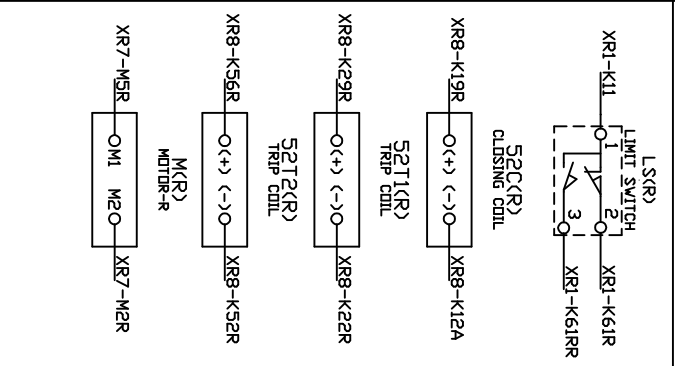 LS(R)
LIMIT SWITCH
XR1-K11
1
2
3
XR1-K61R
XR1-K61RR
52C(R)
CLOSING COIL
XR8-K19R
(+) (-)
XR8-K12A
52T1(R)
TRIP COIL
XR8-K29R
(+) (-)
XR8-K22R
52T2(R)
TRIP COIL
XR8-K56R
(+) (-)
XR8-K52R
M(R)
MOTOR-R
XR7-M5R
M1 M2
XR7-M2R